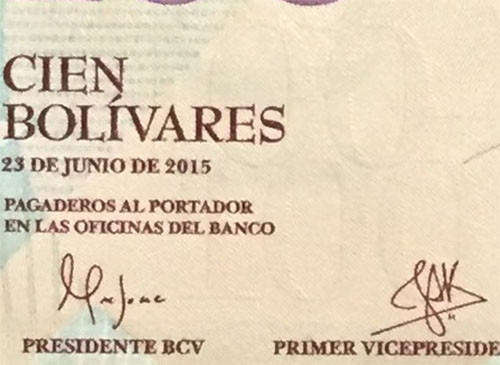 CIEN
BOLÍVARES
23 DE JUNIO DE 2015
PAGADEROS AL PORTADOR
EN LAS OFICINAS DEL BANCO
PRESIDENTE BCV PRIMER VICEPRESIDE